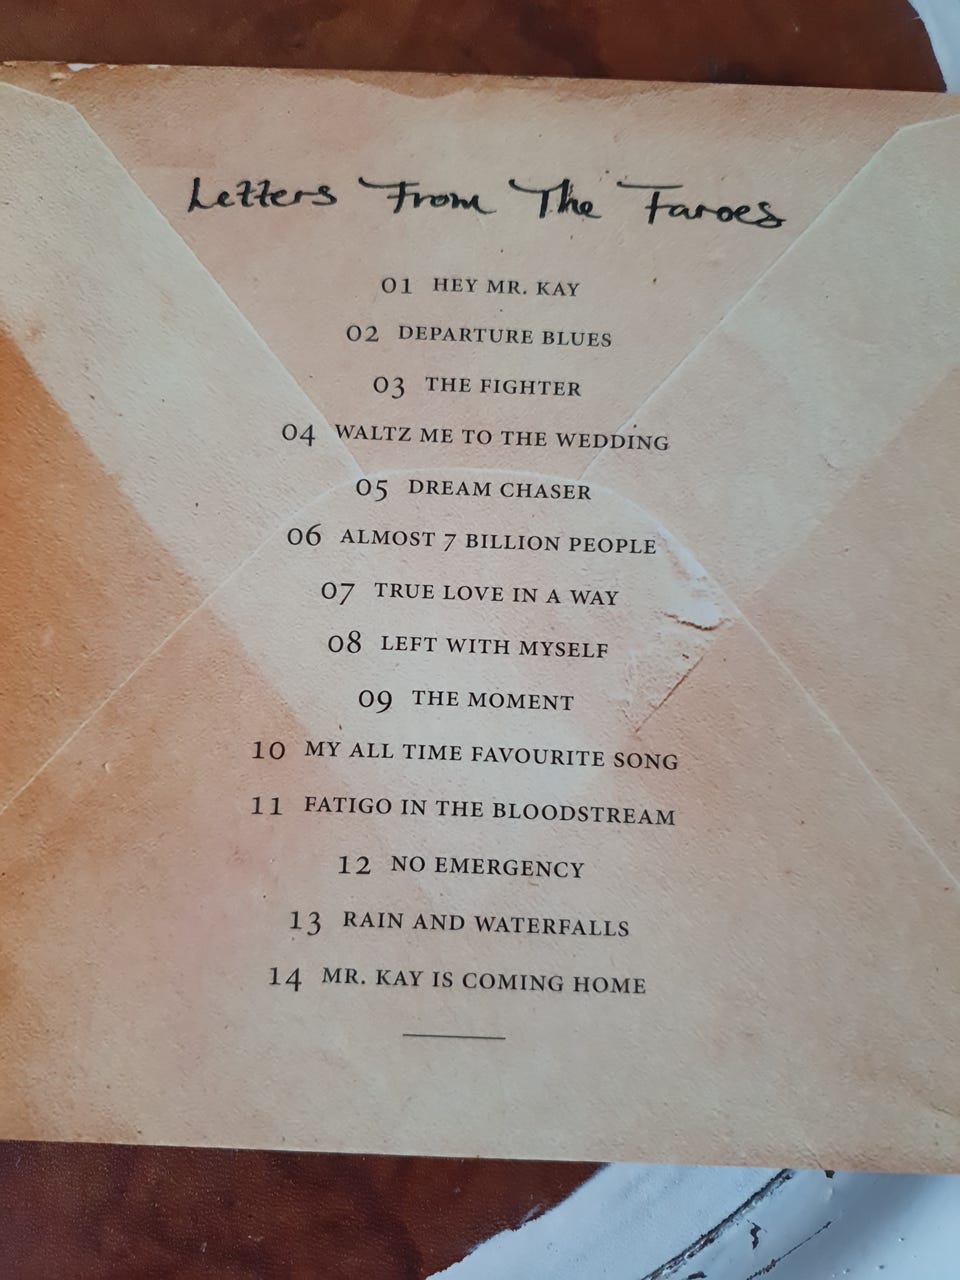 Letters From The Faroes
01 HEY MR. KAY
02 DEPARTURE BLUES
03 THE FIGHTER
04 WALTZ ME TO THE WEDDING
05 DREAM CHASER
06 ALMOST 7 BILLION PEOPLE
07 TRUE LOVE IN A WAY
08 LEFT WITH MYSELF
09 THE MOMENT
10 MY ALL TIME FAVOURITE SONG
11 FATIGO IN THE BLOODSTREAM
12 NO EMERGENCY
13 RAIN AND WATERFALLS
14 MR. KAY IS COMING HOME